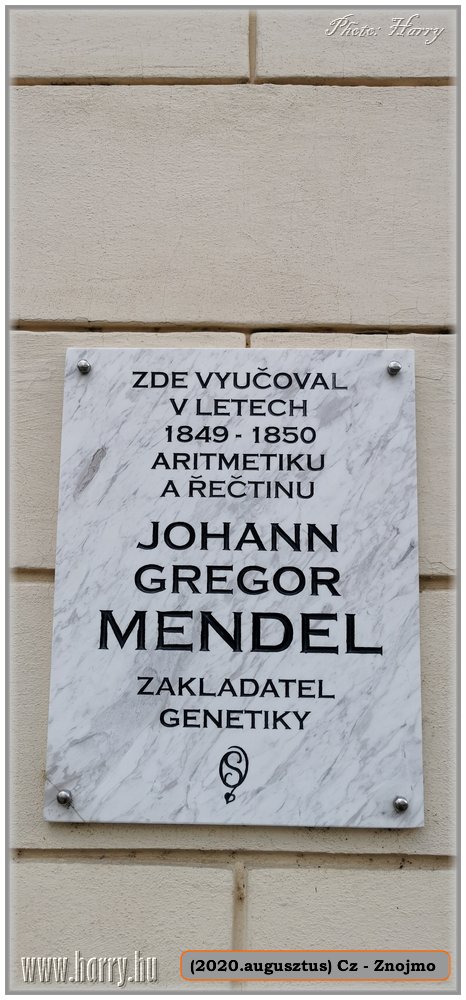 Photo: Harry
ZDE VYUČOVAL
V LETECH
1849 - 1850
ARITMETIKU
A ŘEČTINU
JOHANN
GREGOR
MENDEL
ZAKLADATEL
GENETIKY
www.harry.hu
(2020.augusztus) Cz - Znojmo